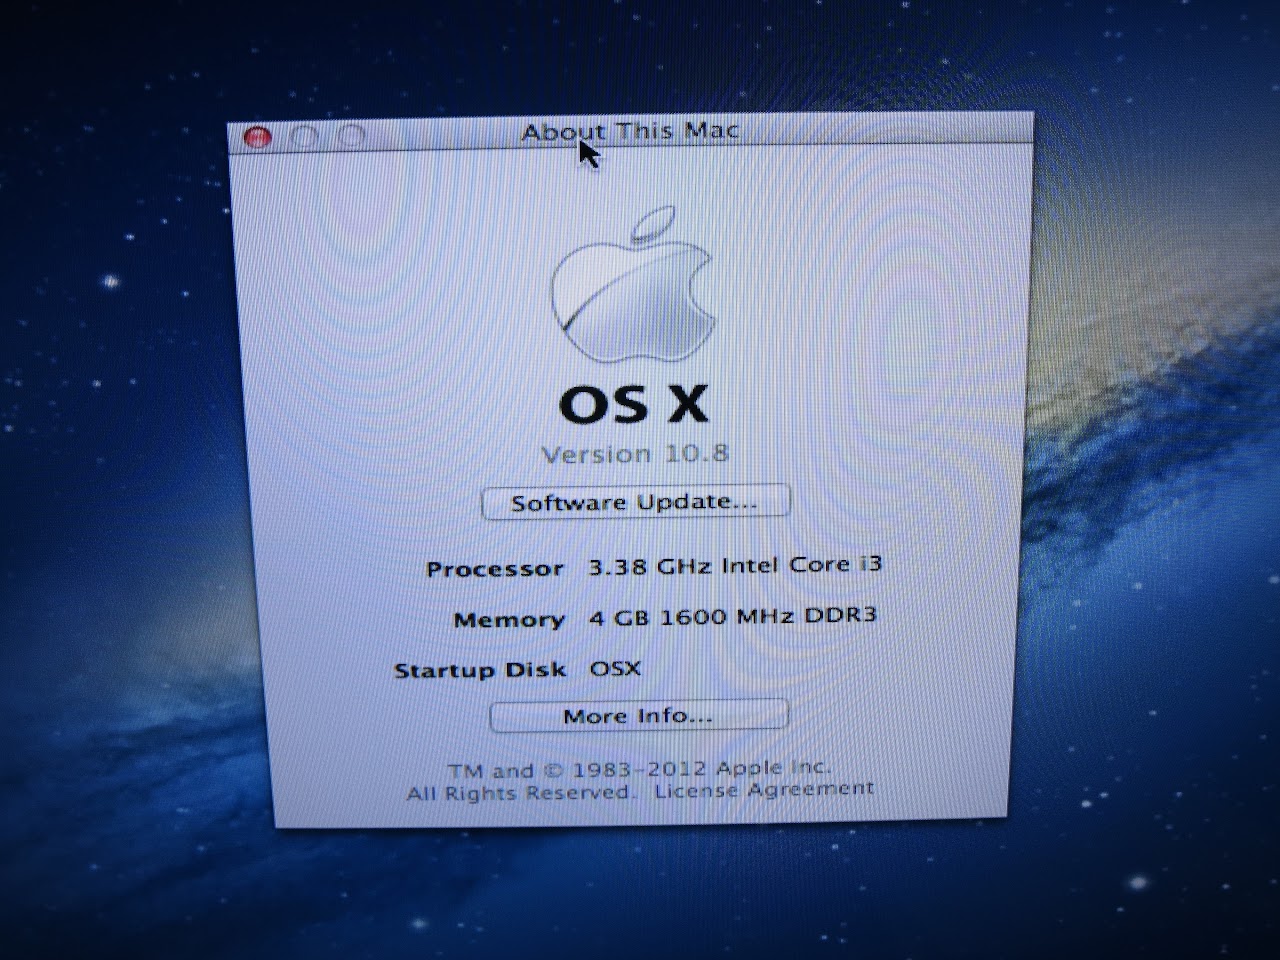 About This Mac
OS X
Version 10.8
Software Update...
Processor 3.38 GHz Intel Core i3
Memory 4 GB 1600 MHz DDR3
Startup Disk OSX
More Info...
TM and © 1983-2012 Apple Inc.
All Rights Reserved. License Agreement